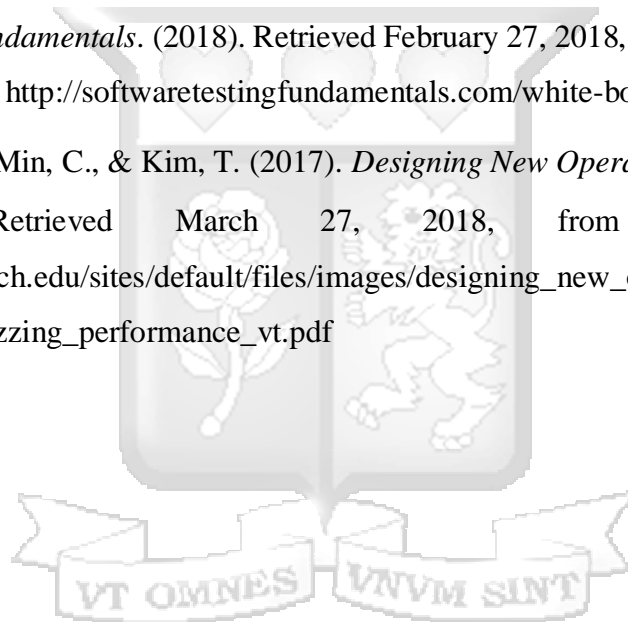 ndamentals. (2018). Retrieved February 27, 2018,
http://softwaretestingfundamentals.com/white-bo
Min, C., & Kim, T. (2017). Designing New Opera
Retrieved March 27, 2018, from
ch.edu/sites/default/files/images/designing_new_
zzing_performance_vt.pdf
VT OMNES VNVM SINT